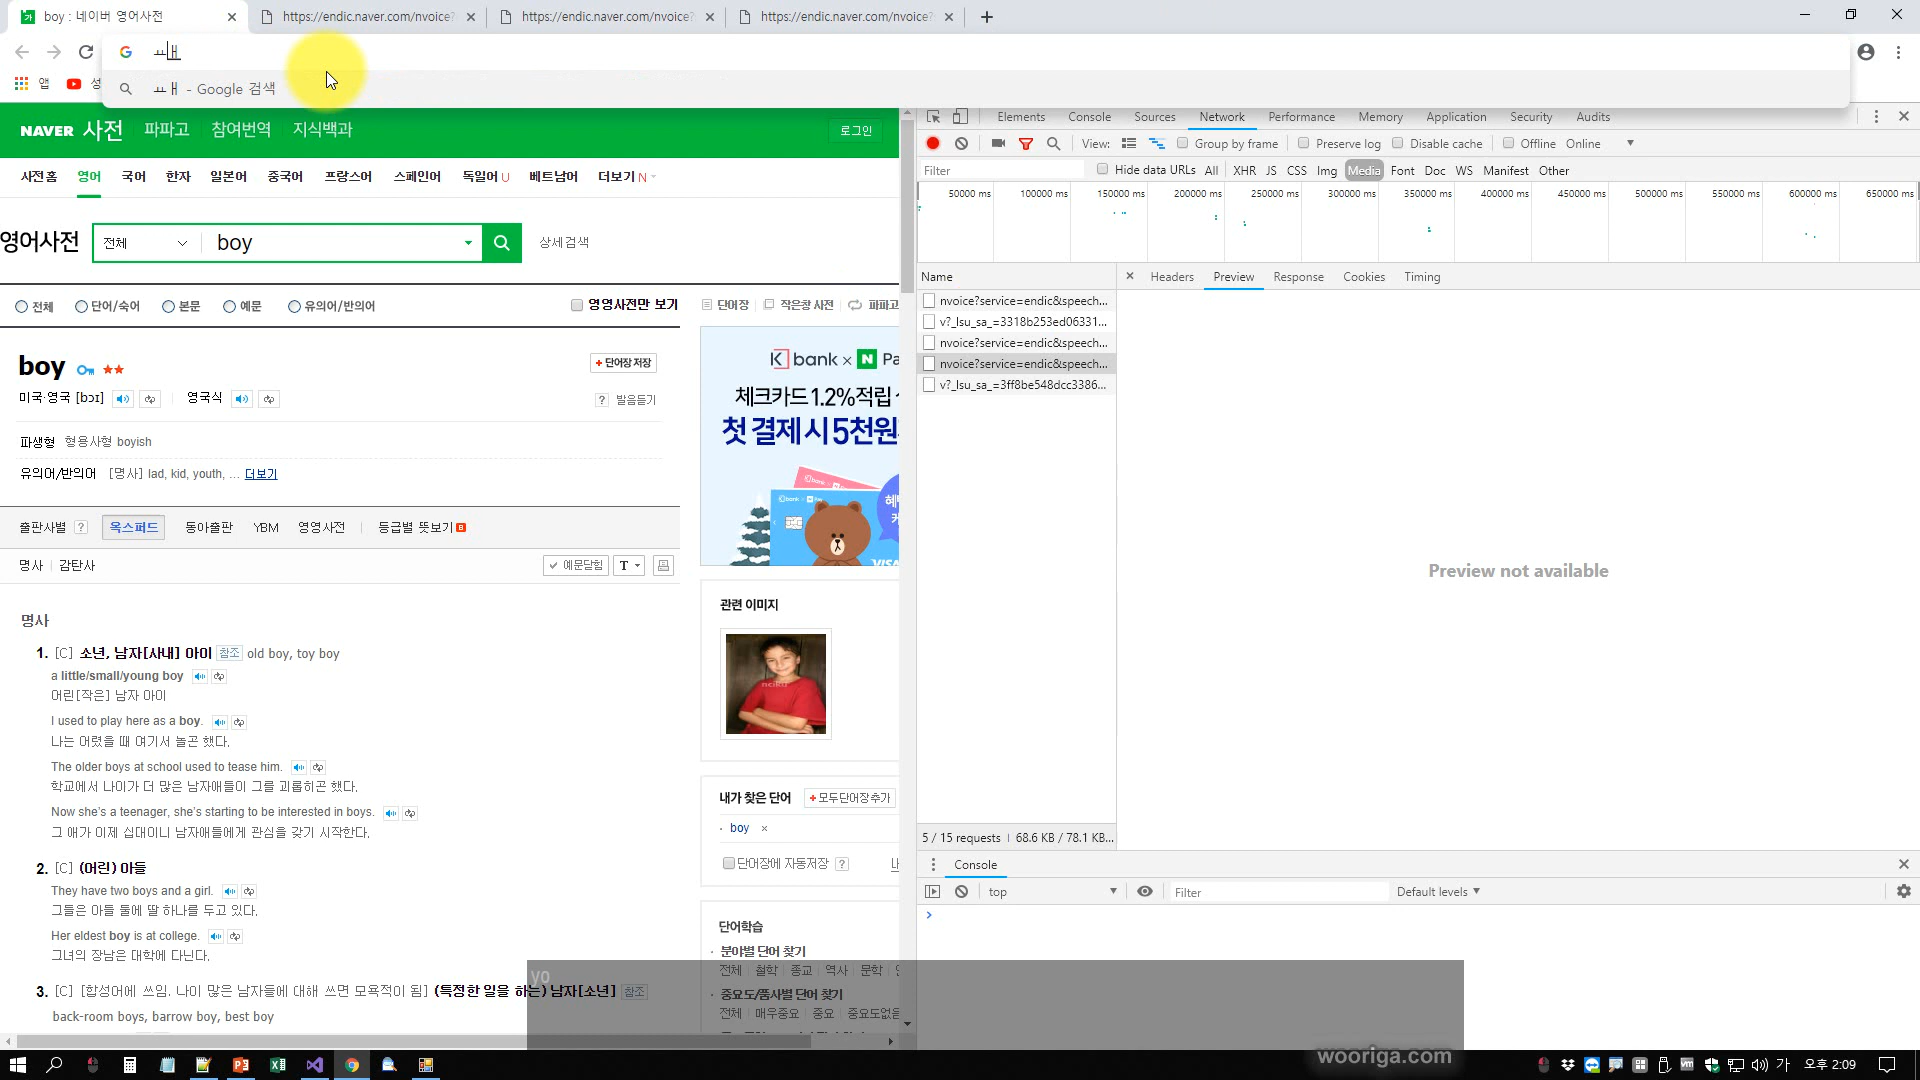 boy : 네이버 영어사전
https://endic.naver.com/nvoice?
https://endic.naver.com/nvoice?
https://endic.naver.com/nvoice?
ㅛㅐ
앱
성
ㅛㅐ - Google 검색
NAVER 사전 파파고 참여번역 지식백과
로그인
사전홈 영어 국어 한자 일본어 중국어 프랑스어 스페인어 독일어 U 베트남어 더보기 N
영어사전 전체 boy
상세검색
전체 단어/숙어 본문 예문 유의어/반의어
영영사전만 보기
단어장 작은창 사전 파파고
boy
+ 단어장 저장
미국·영국 [bɔɪ] 영국식
? 발음듣기
파생형 형용사형 boyish
유의어/반의어 [명사] lad, kid, youth, … 더보기
출판사별 ? 옥스퍼드 동아출판 YBM 영영사전 등급별 뜻보기
명사 감탄사
예문닫힘 T
명사
1. [C] 소년, 남자[사내] 아이 참조 old boy, toy boy
a little/small/young boy
어린[작은] 남자 아이
I used to play here as a boy.
나는 어렸을 때 여기서 놀곤 했다.
The older boys at school used to tease him.
학교에서 나이가 더 많은 남자애들이 그를 괴롭히곤 했다.
Now she's a teenager, she's starting to be interested in boys.
그 애가 이제 십대이니 남자애들에게 관심을 갖기 시작한다.
2. [C] (어린) 아들
They have two boys and a girl.
그들은 아들 둘에 딸 하나를 두고 있다.
Her eldest boy is at college.
그녀의 장남은 대학에 다닌다.
3. [C] [합성어에 쓰임. 나이 많은 남자들에 대해 쓰면 모욕적이 됨] (특정한 일을 하는) 남자[소년] 참조
back-room boys, barrow boy, best boy
K bank × N Pa
체크카드 1.2%적립
첫 결제 시 5천원
VISA
관련 이미지
nciku
내가 찾은 단어 + 모두단어장추가
boy ×
단어장에 자동저장 ?
단어학습
분야별 단어 찾기
전체 철학 종교 역사 문학
중요도/품사별 단어 찾기
전체 매우중요 중요 중요도없음
Elements Console Sources Network Performance Memory Application Security Audits
View: Group by frame Preserve log Disable cache Offline Online
Filter Hide data URLs All XHR JS CSS Img Media Font Doc WS Manifest Other
50000 ms 100000 ms 150000 ms 200000 ms 250000 ms 300000 ms 350000 ms 400000 ms 450000 ms 500000 ms 550000 ms 600000 ms 650000 ms
Name
Headers Preview Response Cookies Timing
nvoice?service=endic&speech...
v?_lsu_sa_=3318b253ed06331...
nvoice?service=endic&speech...
nvoice?service=endic&speech...
v?_lsu_sa_=3ff8be548dcc3386...
Preview not available
5 / 15 requests 68.6 KB / 78.1 KB...
Console
top Filter Default levels
yo
wooriga.com
가 오후 2:09